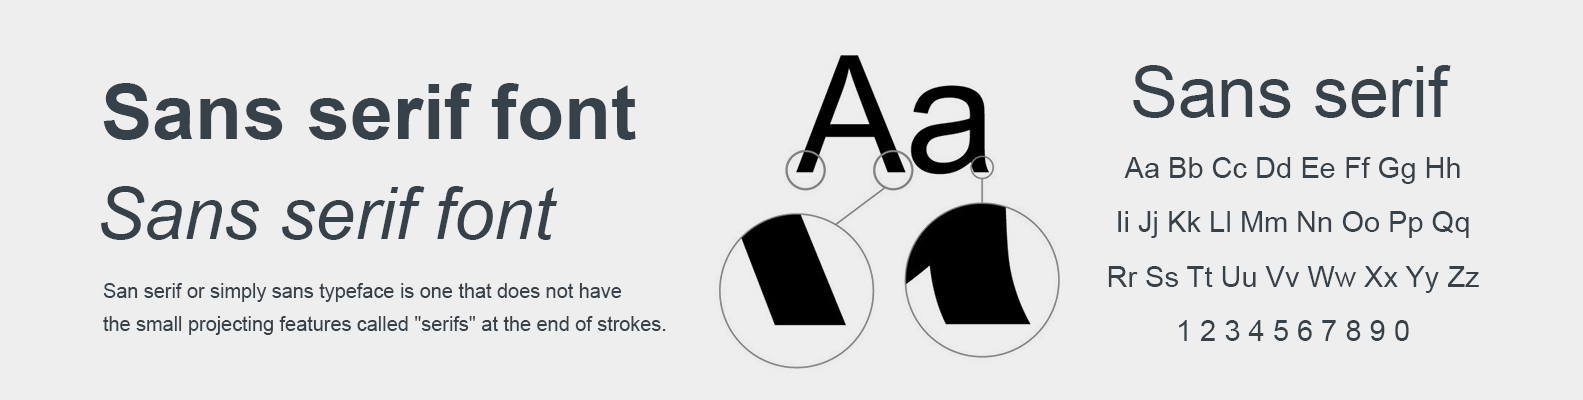 Sans serif font
Sans serif font
San serif or simply sans typeface is one that does not have
the small projecting features called "serifs" at the end of strokes.
Aa
Sans serif
Aa Bb Cc Dd Ee Ff Gg Hh
Ii Jj Kk Ll Mm Nn Oo Pp Qq
Rr Ss Tt Uu Vv Ww Xx Yy Zz
1 2 3 4 5 6 7 8 9 0